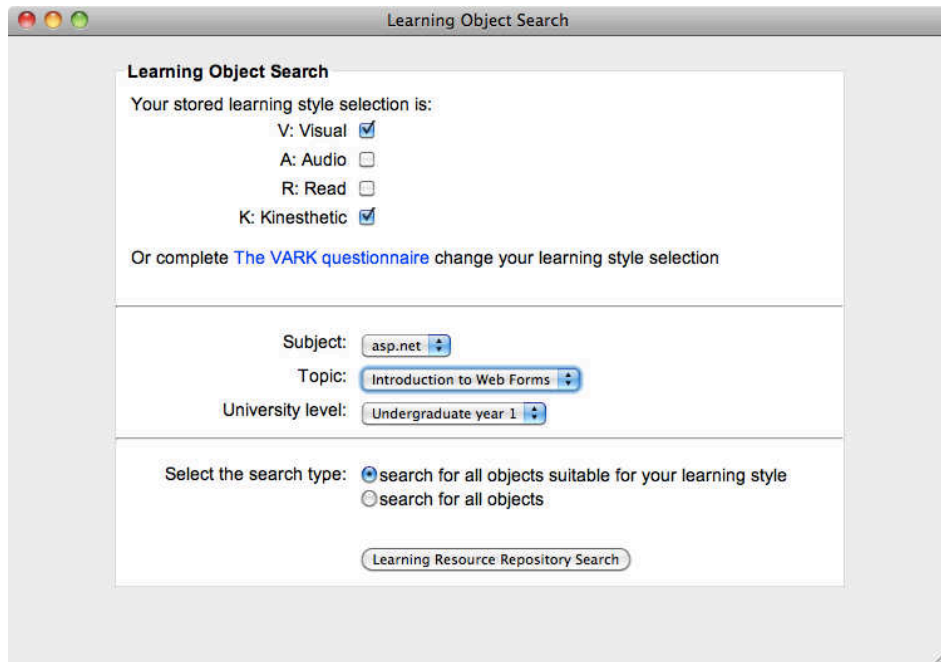 Learning Object Search
Learning Object Search
Your stored learning style selection is:
V: Visual
A: Audio
R: Read
K: Kinesthetic
Or complete The VARK questionnaire change your learning style selection
Subject: asp.net
Topic: Introduction to Web Forms
University level: Undergraduate year 1
Select the search type: search for all objects suitable for your learning style
search for all objects
Learning Resource Repository Search